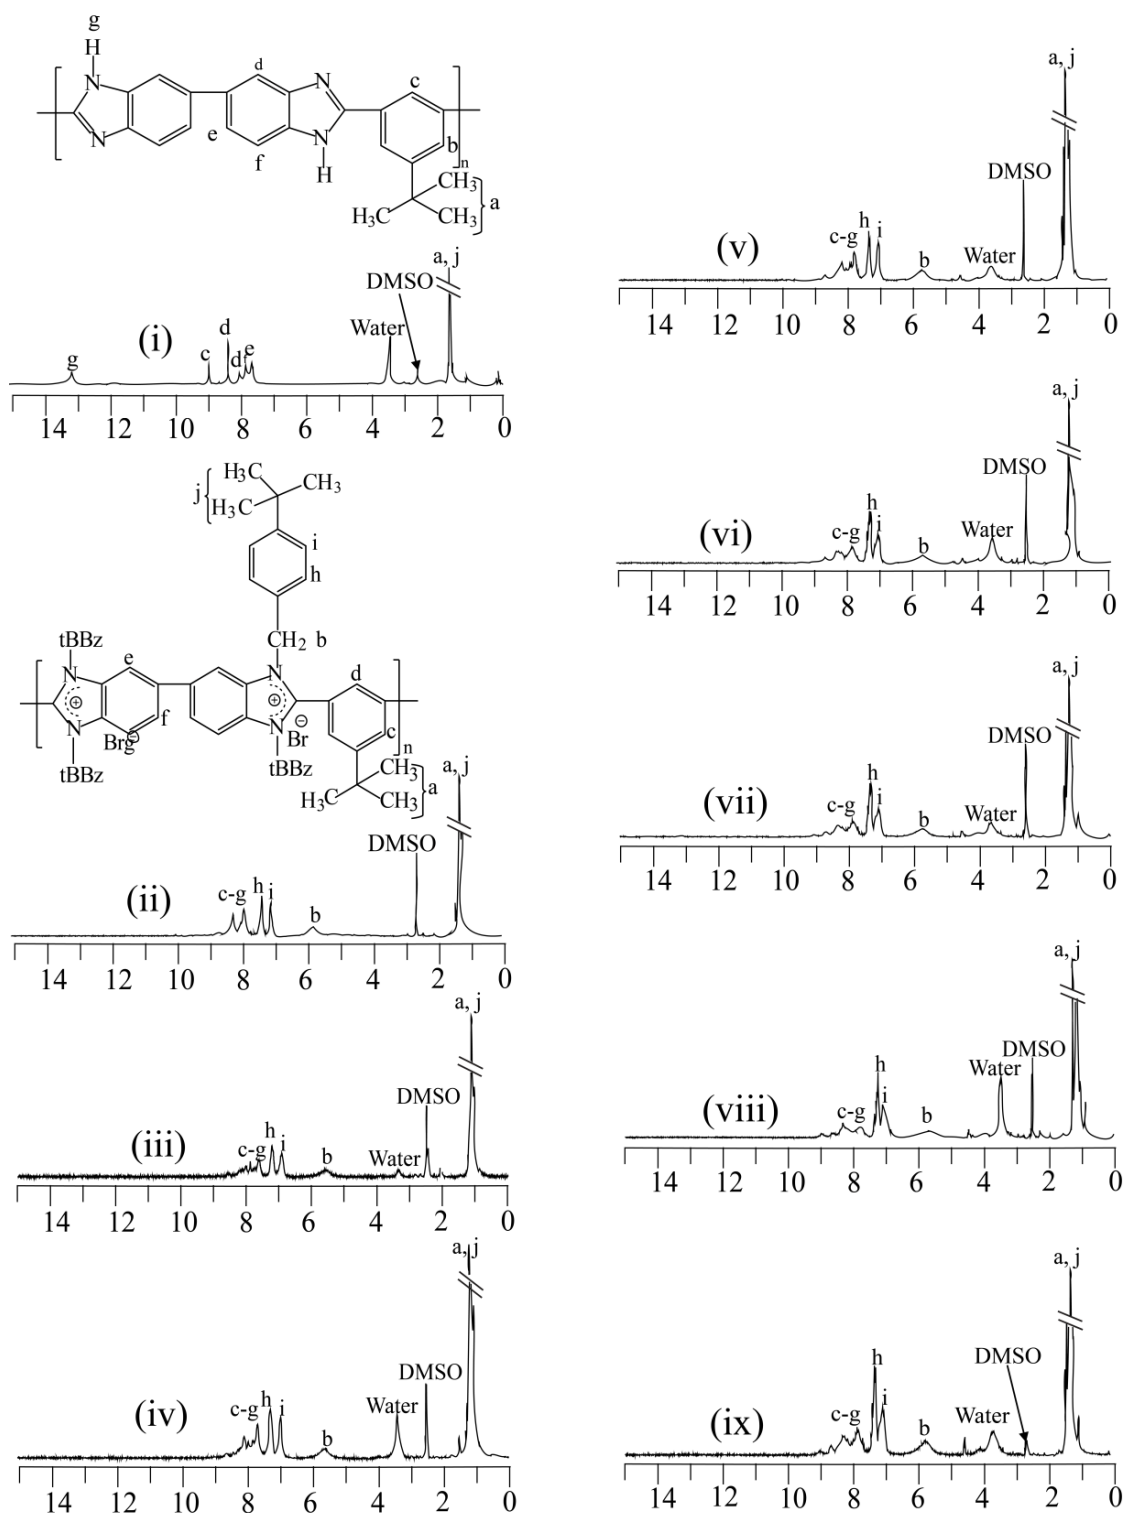 g
H
N
d
N
c
N
e
N
b
f
H
n
CH₃
H₃C
CH₃
a
a, j
DMSO
Water
(i)
g
c
d
d
f
e
14 12 10 8 6 4 2 0
H₃C
CH₃
j
H₃C
i
h
tBBz
CH₂ b
e
N
N
d
⊕
⊕
f
N
N
c
⊖
Br
g
⊖
Br
n
tBBz
tBBz
CH₃
H₃C
CH₃
a
a, j
DMSO
(ii)
c-g
h
i
b
14 12 10 8 6 4 2 0
a, j
DMSO
(iii)
c-g
h
i
b
Water
14 12 10 8 6 4 2 0
a, j
DMSO
(iv)
c-g
h
i
b
Water
14 12 10 8 6 4 2 0
a, j
DMSO
(v)
c-g
h
i
b
Water
14 12 10 8 6 4 2 0
a, j
DMSO
(vi)
c-g
h
i
b
Water
14 12 10 8 6 4 2 0
a, j
DMSO
(vii)
c-g
h
i
b
Water
14 12 10 8 6 4 2 0
a, j
DMSO
(viii)
c-g
h
i
b
Water
14 12 10 8 6 4 2 0
a, j
DMSO
(ix)
c-g
h
i
b
Water
14 12 10 8 6 4 2 0